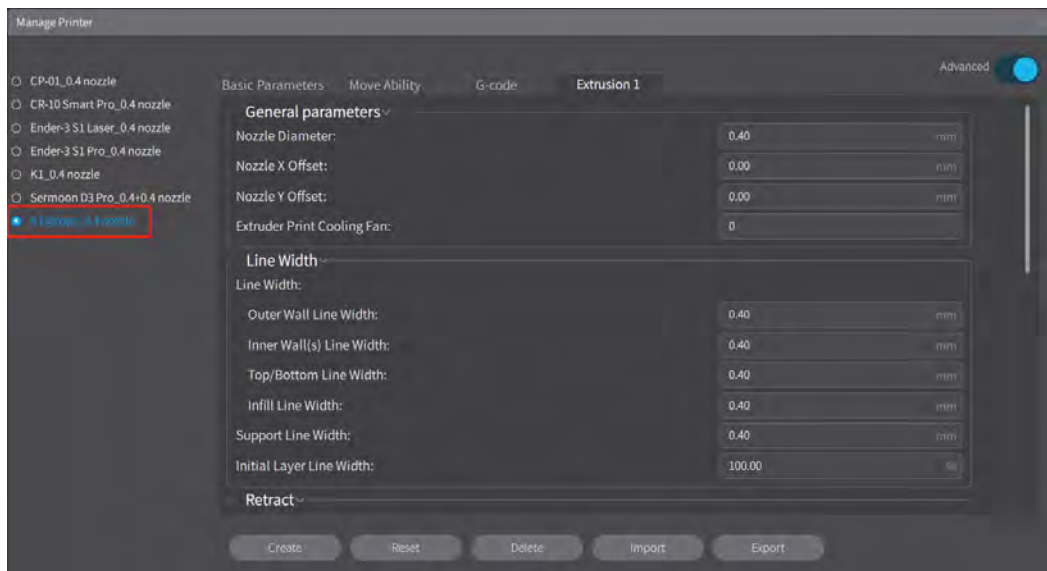 Manage Printer
Advanced
CP-01_0.4 nozzle
CR-10 Smart Pro_0.4 nozzle
Ender-3 S1 Laser_0.4 nozzle
Ender-3 S1 Pro_0.4 nozzle
K1_0.4 nozzle
Sermoon D3 Pro_0.4+0.4 nozzle
nozzle
Basic Parameters Move Ability G-code Extrusion 1
General parameters
Nozzle Diameter: 0.40 mm
Nozzle X Offset: 0.00 mm
Nozzle Y Offset: 0.00 mm
Extruder Print Cooling Fan: 0
Line Width
Line Width:
Outer Wall Line Width: 0.40 mm
Inner Wall(s) Line Width: 0.40 mm
Top/Bottom Line Width: 0.40 mm
Infill Line Width: 0.40 mm
Support Line Width: 0.40 mm
Initial Layer Line Width: 100.00 %
Retract
Create Reset Delete Import Export